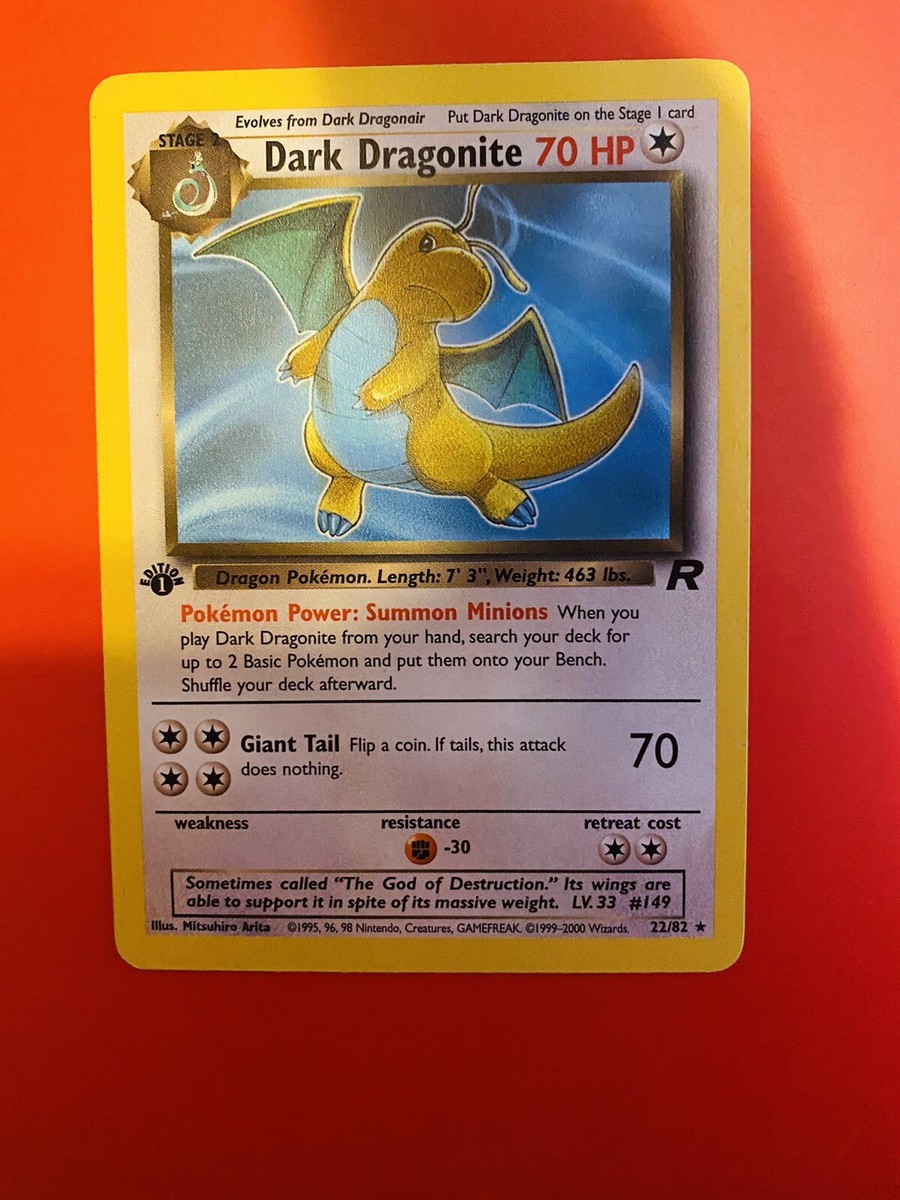 Evolves from Dark Dragonair Put Dark Dragonite on the Stage 1 card
STAGE 2
Dark Dragonite 70 HP
EDITION
1
Dragon Pokémon. Length: 7' 3", Weight: 463 lbs.
R
Pokémon Power: Summon Minions When you
play Dark Dragonite from your hand, search your deck for
up to 2 Basic Pokémon and put them onto your Bench.
Shuffle your deck afterward.
Giant Tail Flip a coin. If tails, this attack
does nothing.
70
weakness resistance retreat cost
-30
Sometimes called “The God of Destruction.” Its wings are
able to support it in spite of its massive weight. LV. 33 #149
Illus. Mitsuhiro Arita ©1995, 96, 98 Nintendo, Creatures, GAMEFREAK. ©1999–2000 Wizards. 22/82 ★